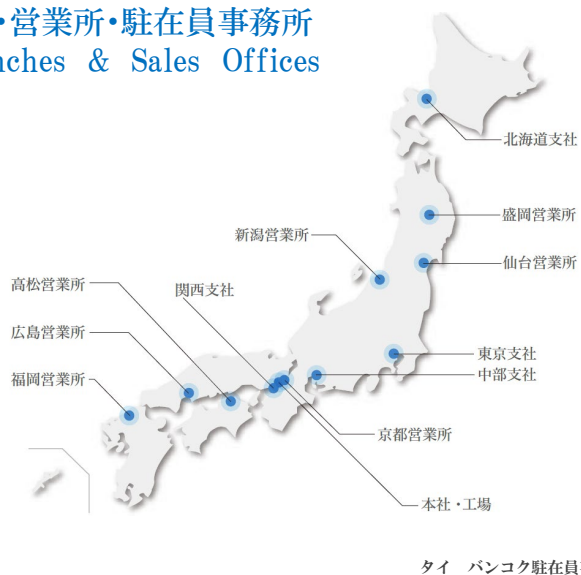 ・営業所・駐在員事務所
nches & Sales Offices
北海道支社
盛岡営業所
新潟営業所
仙台営業所
高松営業所
関西支社
広島営業所
東京支社
中部支社
福岡営業所
京都営業所
本社・工場
タイ バンコク駐在員